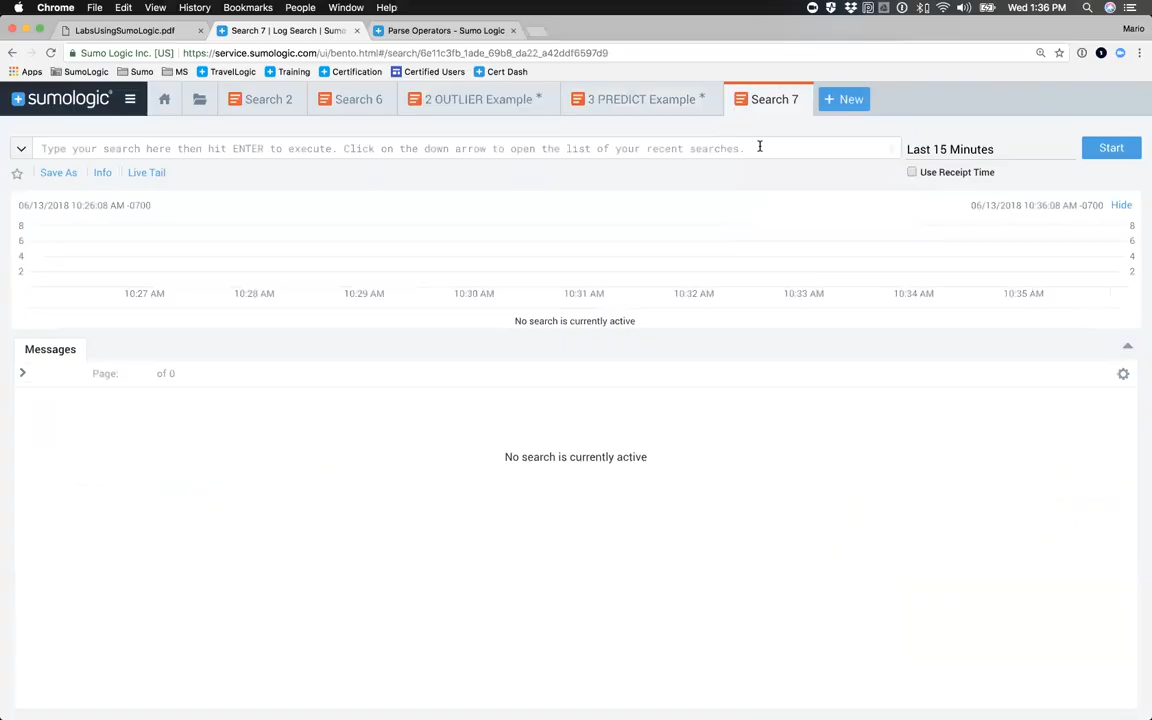 Chrome File Edit View History Bookmarks People Window Help Wed 1:36 PM
LabsUsingSumoLogic.pdf Search 7 | Log Search | Sumo Parse Operators - Sumo Logic Mario
Sumo Logic Inc. [US] https://service.sumologic.com/ui/bento.html#/search/6e11c3fb_1ade_69b8_da22_a42ddf6597d9
Apps SumoLogic Sumo MS TravelLogic Training Certification Certified Users Cert Dash
sumologic Search 2 Search 6 2 OUTLIER Example * 3 PREDICT Example * Search 7 + New
Type your search here then hit ENTER to execute. Click on the down arrow to open the list of your recent searches. Last 15 Minutes Start
Save As Info Live Tail Use Receipt Time
06/13/2018 10:26:08 AM -0700 06/13/2018 10:36:08 AM -0700 Hide
8 8
6 6
4 4
2 2
10:27 AM 10:28 AM 10:29 AM 10:30 AM 10:31 AM 10:32 AM 10:33 AM 10:34 AM 10:35 AM
No search is currently active
Messages
Page: of 0
No search is currently active